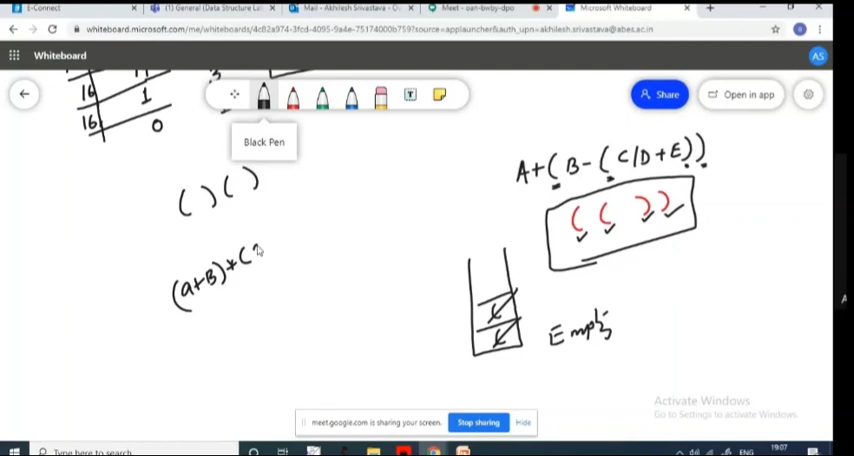 E-Connect
(1) General (Data Structure Lab
Mail - Akhilesh Srivastava - O
Meet - oan-bwby-dpo
Microsoft Whiteboard
whiteboard.microsoft.com/me/whiteboards/4c82a974-3fcd-4095-9a4e-75174000b759?source=applauncher&auth_upn=akhilesh.srivastava@abes.ac.in
Whiteboard
AS
16
16 1
16 0
T
Share
Open in app
Black Pen
A+(B-(C/D+E))
( ) ( )
( ( ) )
(a+B)*(
Empty
Activate Windows
Go to Settings to activate Windows.
meet.google.com is sharing your screen.
Stop sharing
Hide
Type here to search
ENG
19:07